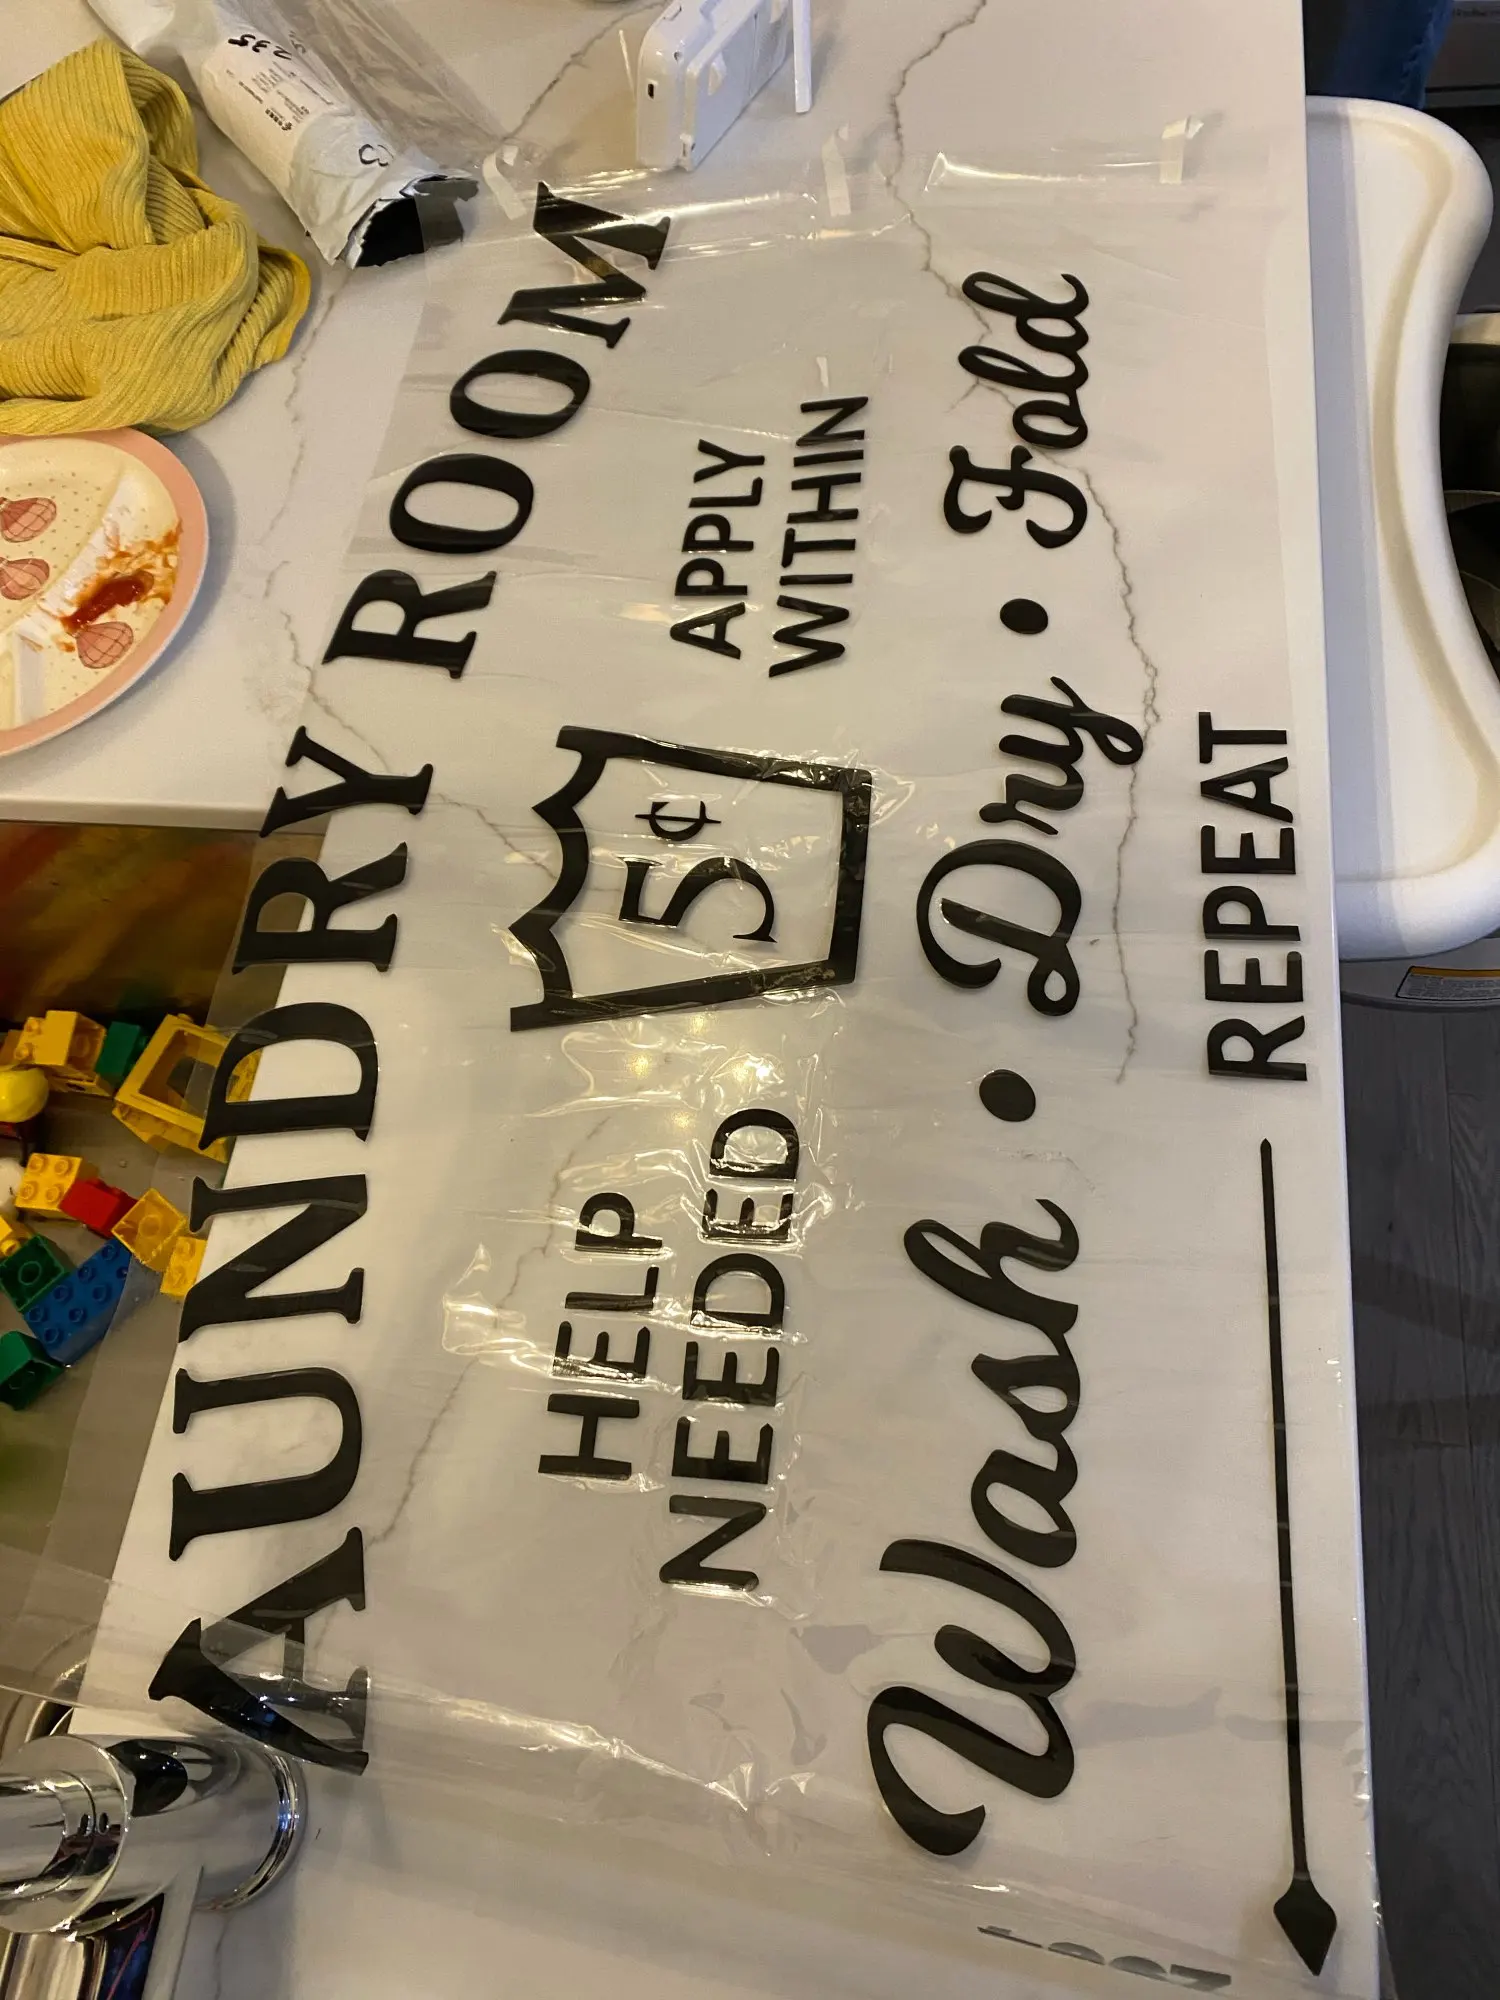 AUNDRY ROOM
HELP
NEEDED
5¢
APPLY
WITHIN
Wash • Dry • Fold
REPEAT